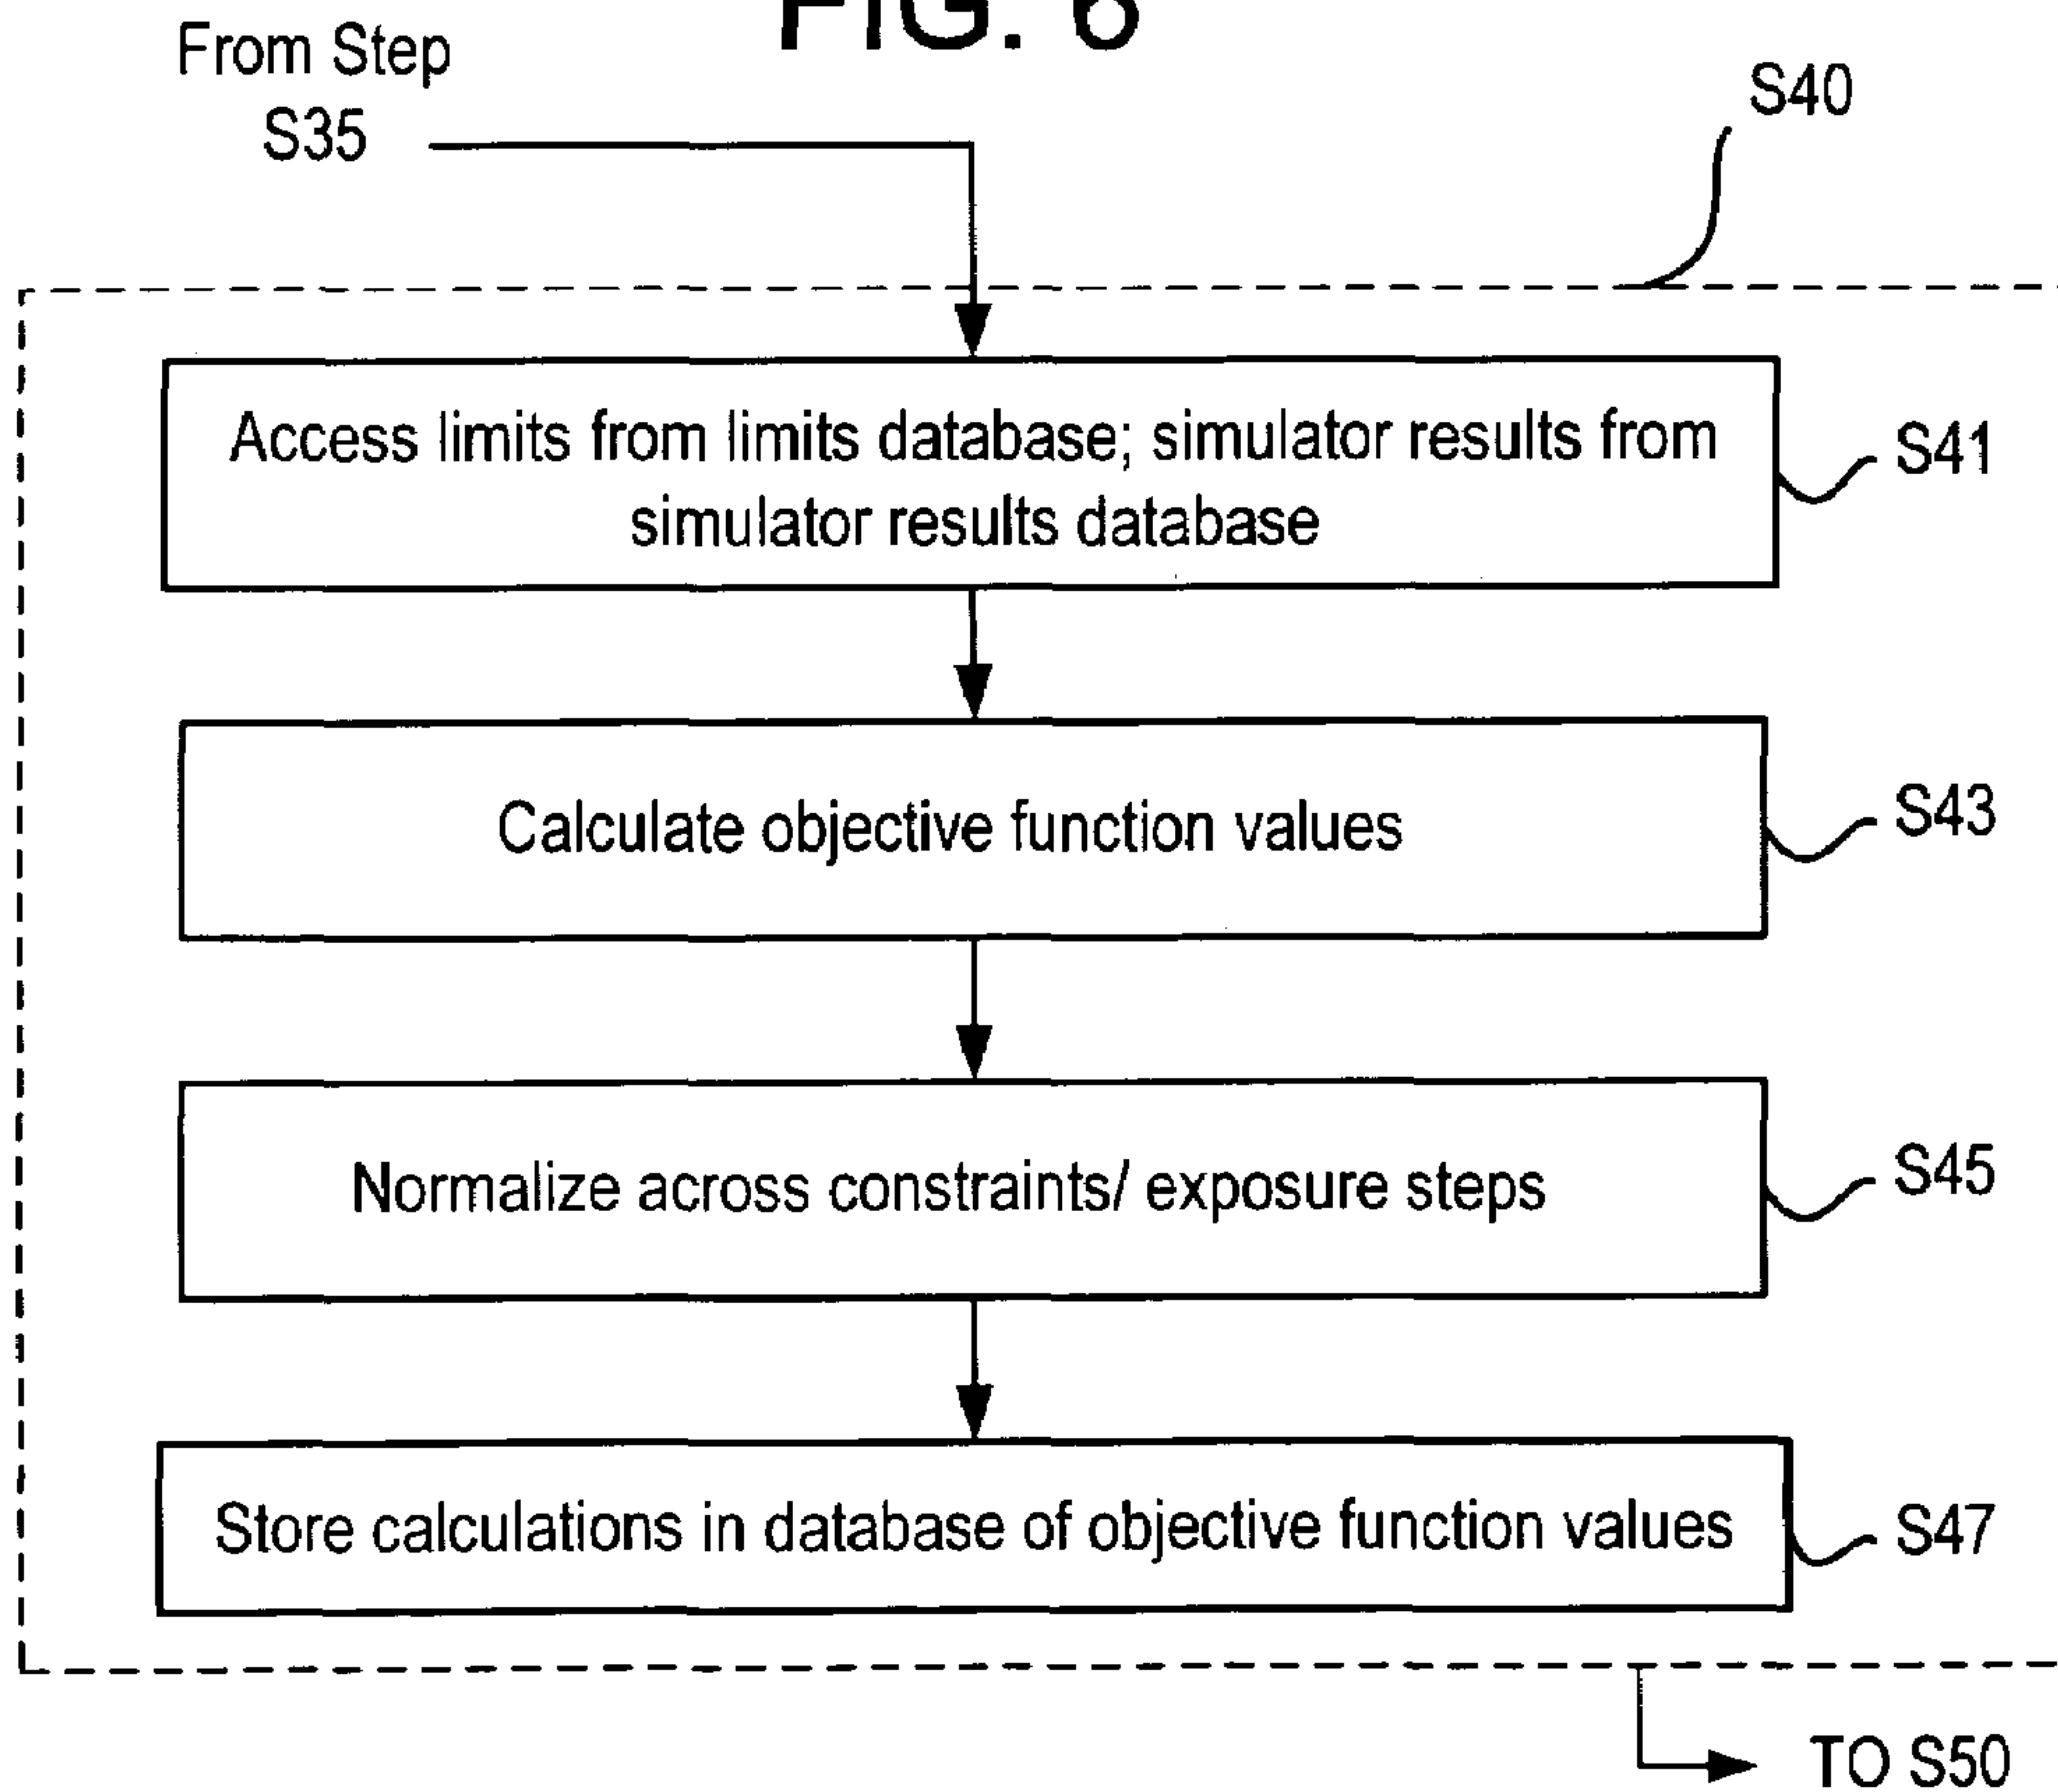 FIG. 6
From Step
S35
S40
Access limits from limits database; simulator results from
simulator results database
S41
Calculate objective function values
S43
Normalize across constraints/ exposure steps
S45
Store calculations in database of objective function values
S47
TO S50